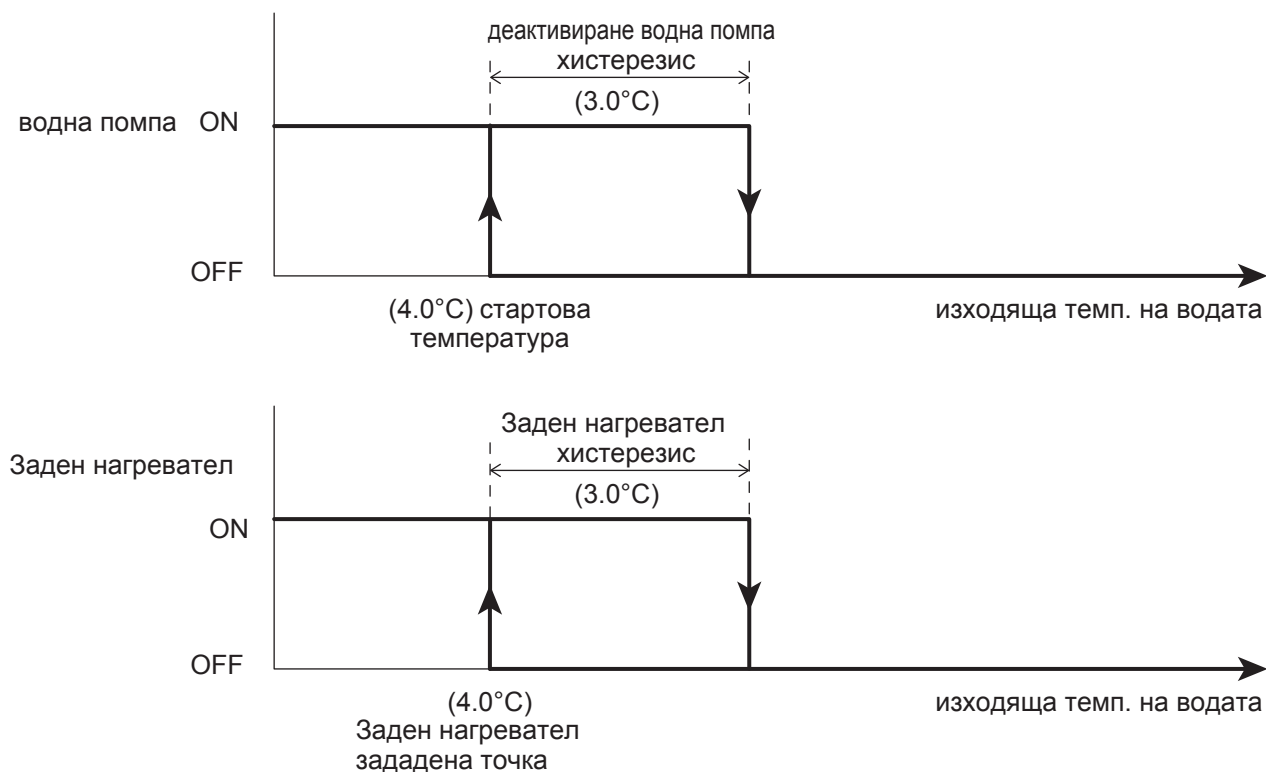 деактивиране водна помпа
хистерезис
(3.0°C)
водна помпа ON
OFF
(4.0°C) стартова
температура
изходяща темп. на водата
Заден нагревател
хистерезис
(3.0°C)
Заден нагревател
ON
OFF
(4.0°C)
Заден нагревател
зададена точка
изходяща темп. на водата